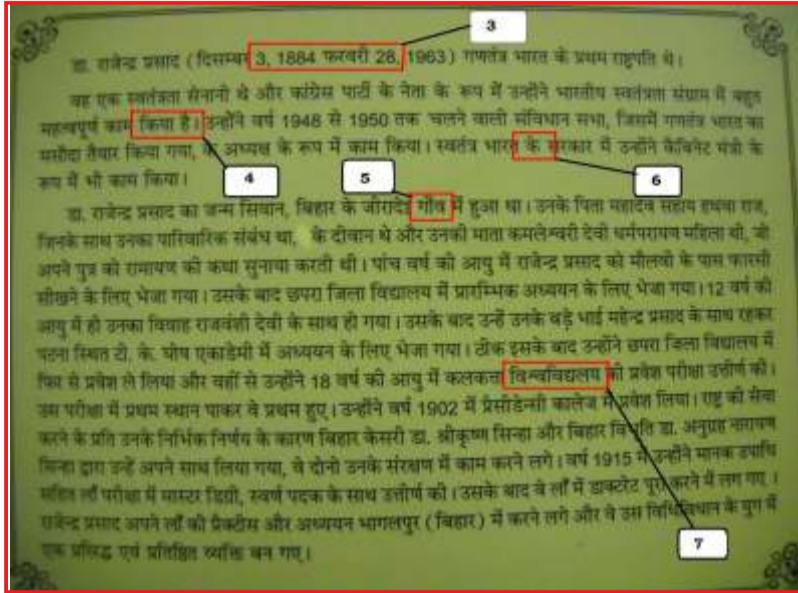 3
डा. राजेन्द्र प्रसाद (दिसम्बर 3, 1884 फरवरी 28, 1963) गणतंत्र भारत के प्रथम राष्ट्रपति थे।
वह एक स्वतंत्रता सेनानी थे और कांग्रेस पार्टी के नेता के रूप में उन्होंने भारतीय स्वतंत्रता संग्राम में बहुत
महत्वपूर्ण काम किया है। उन्होंने वर्ष 1948 से 1950 तक चलने वाली संविधान सभा, जिसमें गणतंत्र भारत का
मसौदा तैयार किया गया, के अध्यक्ष के रूप में काम किया। स्वतंत्र भारत के सरकार में उन्होंने कैबिनेट मंत्री के
रूप में भी काम किया।
4 5 6
डा. राजेन्द्र प्रसाद का जन्म सिवान, बिहार के जीरादेई गाँव में हुआ था। उनके पिता महादेव सहाय हथवा राज,
जिनके साथ उनका पारिवारिक संबंध था, के दीवान थे और उनकी माता कमलेश्वरी देवी धर्मपरायण महिला थी, जो
अपने पुत्र को रामायण की कथा सुनाया करती थी। पांच वर्ष की आयु में राजेन्द्र प्रसाद को मौलवी के पास फारसी
सीखने के लिए भेजा गया। उसके बाद छपरा जिला विद्यालय में प्रारम्भिक अध्ययन के लिए भेजा गया। 12 वर्ष की
आयु में ही उनका विवाह राजवंशी देवी के साथ हो गया। उसके बाद उन्हें उनके बड़े भाई महेन्द्र प्रसाद के साथ रहकर
पटना स्थित टी. के. घोष एकाडेमी में अध्ययन के लिए भेजा गया। ठीक इसके बाद उन्होंने छपरा जिला विद्यालय में
फिर से प्रवेश ले लिया और वहीं से उन्होंने 18 वर्ष की आयु में कलकत्ता विश्वविद्यलय की प्रवेश परीक्षा उत्तीर्ण की।
उस परीक्षा में प्रथम स्थान पाकर वे प्रथम हुए। उन्होंने वर्ष 1902 में प्रैसीडेन्सी कालेज में प्रवेश लिया। राष्ट्र की सेवा
करने के प्रति उनके निर्भिक निर्णय के कारण बिहार केसरी डा. श्रीकृष्ण सिन्हा और बिहार विभूति डा. अनुग्रह नारायण
सिन्हा द्वारा उन्हें अपने साथ लिया गया, वे दोनो उनके संरक्षण में काम करने लगे। वर्ष 1915 में उन्होंने मानक उपाधि
सहित लॉ परीक्षा में मास्टर डिग्री, स्वर्ण पदक के साथ उत्तीर्ण की। उसके बाद वे लॉ में डाक्टरेट पूरा करने में लग गए।
राजेन्द्र प्रसाद अपने लॉ की प्रैक्टीस और अध्ययन भागलपुर (बिहार) में करने लगे और वे उस विधिविधान के युग में
एक प्रसिद्ध एवं प्रतिष्ठित व्यक्ति बन गए।
7